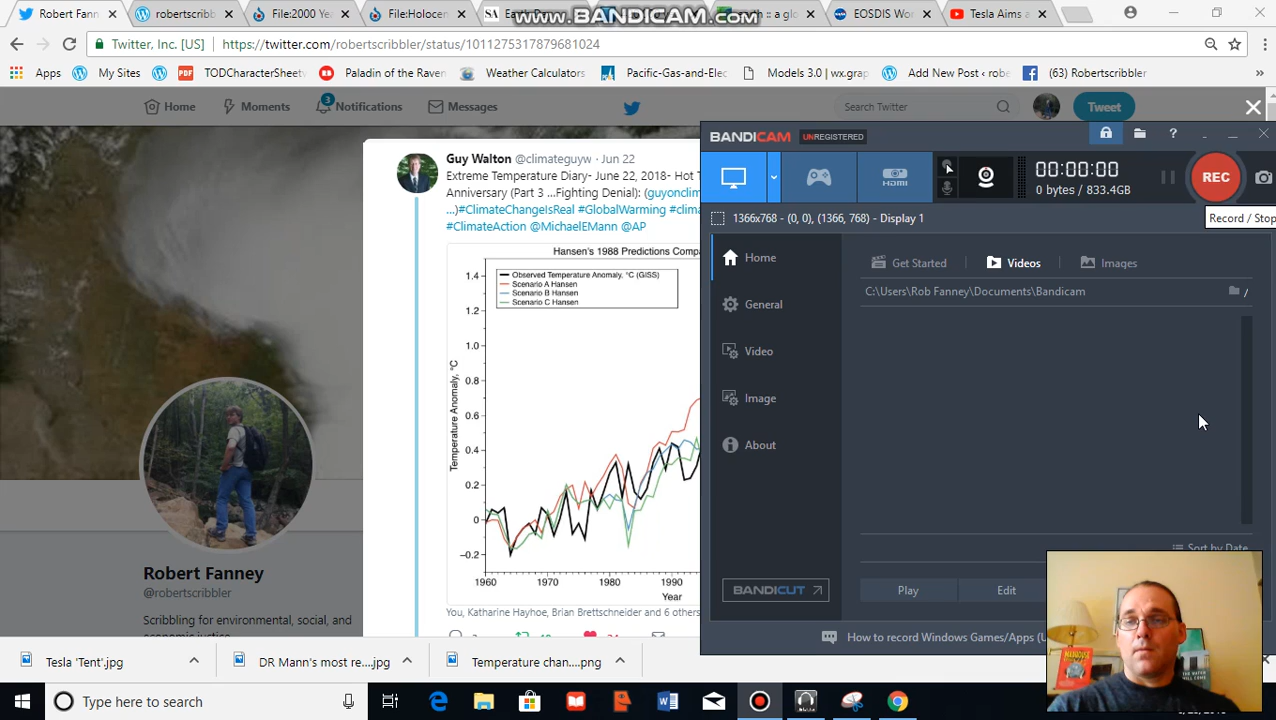 Robert Fann
robertscribb
File:2000 Ye
File:Holocen
EOSDIS Wor
Tesla Aims a
www.BANDICAM.com
Twitter, Inc. [US]
https://twitter.com/robertscribbler/status/1011275317879681024
Apps
My Sites
TODCharacterSheet
Paladin of the Raven
Weather Calculators
Pacific-Gas-and-Elec
Models 3.0 | wx.grap
Add New Post ‹ robe
(63) Robertscribbler
Home
Moments
3
Notifications
Messages
Search Twitter
Tweet
Guy Walton @climateguyw · Jun 22
Extreme Temperature Diary- June 22, 2018- Hot T
Anniversary (Part 3 ...Fighting Denial): (guyonclim
...)#ClimateChangeIsReal #GlobalWarming #clima
#ClimateAction @MichaelEMann @AP
Hansen's 1988 Predictions Compa
Observed Temperature Anomaly, °C (GISS)
Scenario A Hansen
Scenario B Hansen
Scenario C Hansen
Temperature Anomaly, °C
1.4
1.2
1.0
0.8
0.6
0.4
0.2
0
−0.2
1960
1970
1980
1990
Year
You, Katharine Hayhoe, Brian Brettschneider and 6 others
Robert Fanney
@robertscribbler
Scribbling for environmental, social, and
economic justice
BANDICAM
UNREGISTERED
?
HDMI
00:00:00
0 bytes / 833.4GB
REC
Record / Stop
1366x768 - (0, 0), (1366, 768) - Display 1
Home
General
Video
Image
About
Get Started
Videos
Images
C:\Users\Rob Fanney\Documents\Bandicam
/
Sort by Date
BANDICUT
Play
Edit
How to record Windows Games/Apps (U
Tesla 'Tent'.jpg
DR Mann's most re....jpg
Temperature chan....png
Type here to search